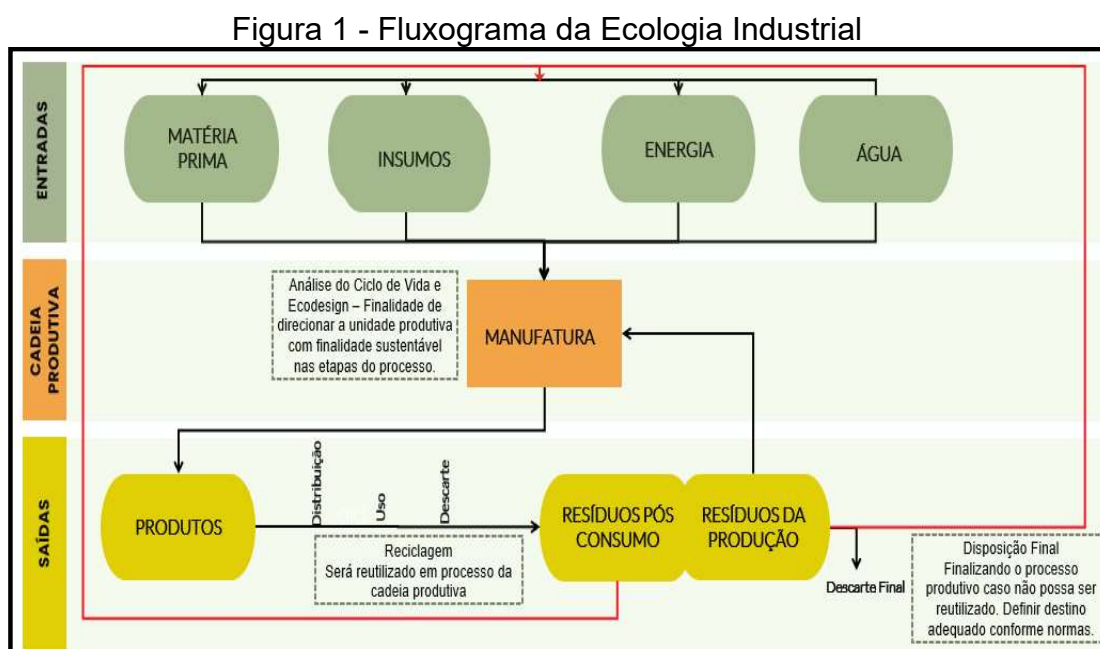 Figura 1 - Fluxograma da Ecologia Industrial
ENTRADAS
MATÉRIA
PRIMA
INSUMOS
ENERGIA
ÁGUA
CADEIA
PRODUTIVA
Análise do Ciclo de Vida e
Ecodesign – Finalidade de
direcionar a unidade produtiva
com finalidade sustentável
nas etapas do processo.
MANUFATURA
SAÍDAS
PRODUTOS
Distribuição
Uso
Descarte
Reciclagem
Será reutilizado em processo da
cadeia produtiva
RESÍDUOS PÓS
CONSUMO
RESÍDUOS DA
PRODUÇÃO
Descarte Final
Disposição Final
Finalizando o processo
produtivo caso não possa ser
reutilizado. Definir destino
adequado conforme normas.